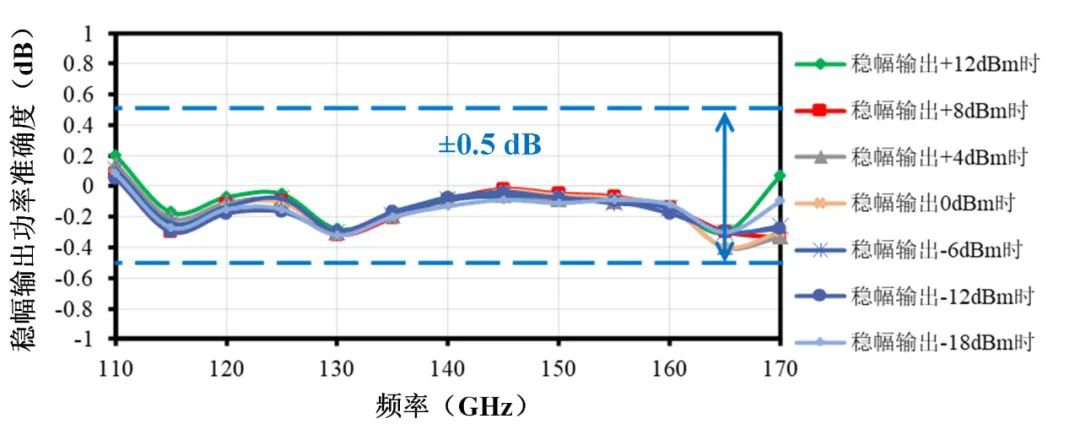 稳幅输出功率准确度（dB）
1
0.8
0.6
0.4
0.2
0
-0.2
-0.4
-0.6
-0.8
-1
±0.5 dB
110
120
130
140
150
160
170
频率（GHz）
稳幅输出+12dBm时
稳幅输出+8dBm时
稳幅输出+4dBm时
稳幅输出0dBm时
稳幅输出-6dBm时
稳幅输出-12dBm时
稳幅输出-18dBm时